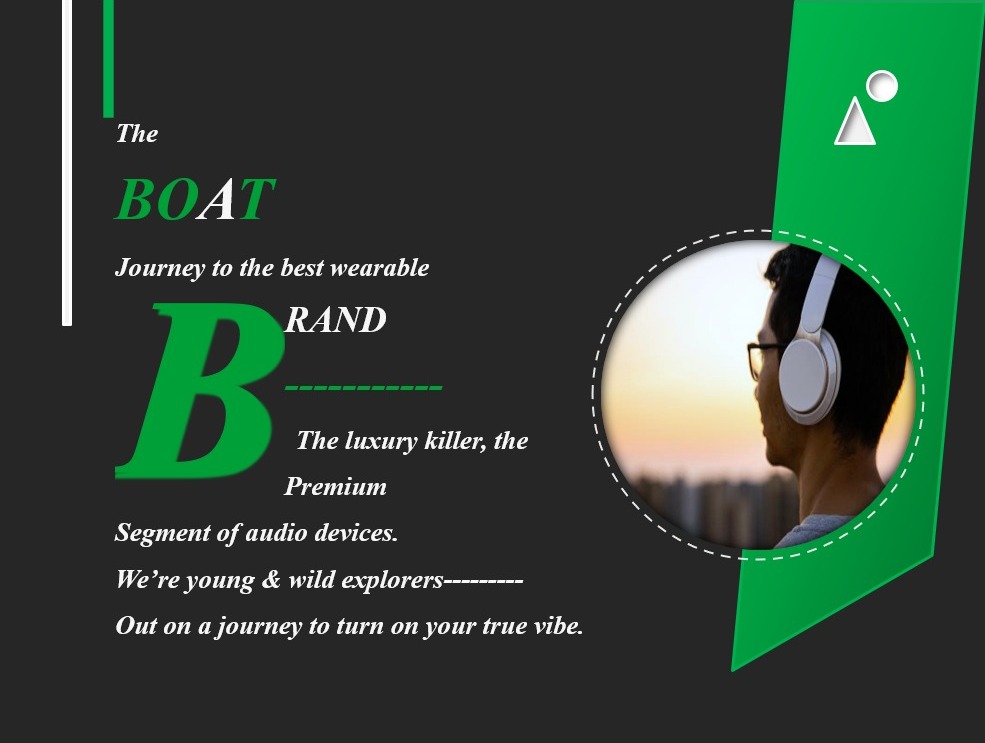 The
BOAT
Journey to the best wearable
BRAND
-----------
The luxury killer, the
Premium
Segment of audio devices.
We’re young & wild explorers---------
Out on a journey to turn on your true vibe.